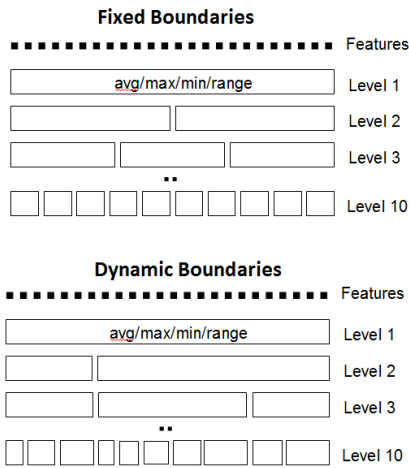 Fixed Boundaries
Features
avg/max/min/range Level 1
Level 2
Level 3
..
Level 10
Dynamic Boundaries
Features
avg/max/min/range Level 1
Level 2
Level 3
..
Level 10